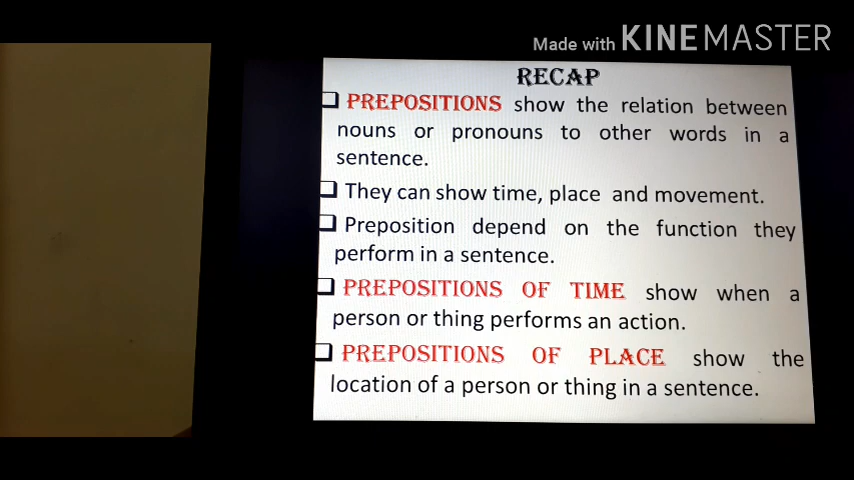 Made with KINEMASTER
RECAP
PREPOSITIONS show the relation between
nouns or pronouns to other words in a
sentence.
They can show time, place and movement.
Preposition depend on the function they
perform in a sentence.
PREPOSITIONS OF TIME show when a
person or thing performs an action.
PREPOSITIONS OF PLACE show the
location of a person or thing in a sentence.